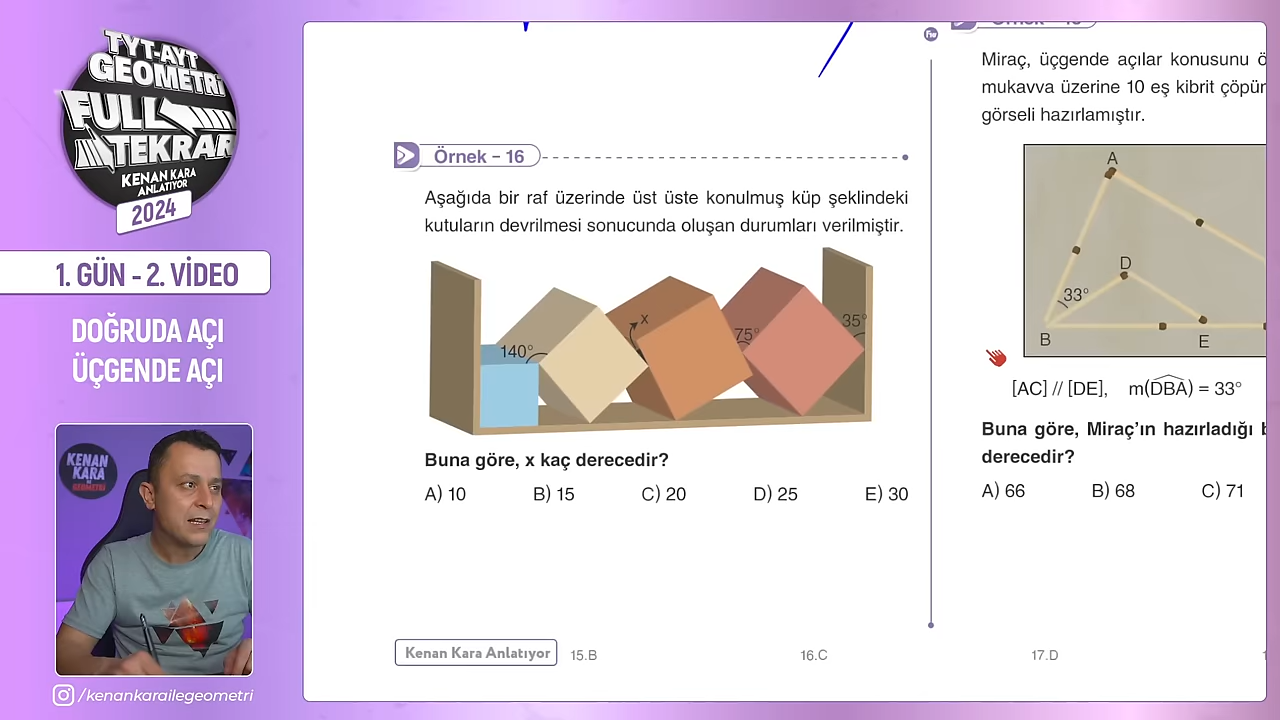 TYT-AYT
GEOMETRİ
FULL
TEKRAR
KENAN KARA
ANLATIYOR
2024
1. GÜN - 2. VİDEO
DOĞRUDA AÇI
ÜÇGENDE AÇI
KENAN
KARA
GEOMETRİ
/kenankarailegeometri
Örnek – 16
Aşağıda bir raf üzerinde üst üste konulmuş küp şeklindeki
kutuların devrilmesi sonucunda oluşan durumları verilmiştir.
140°
x
75°
35°
Buna göre, x kaç derecedir?
A) 10 B) 15 C) 20 D) 25 E) 30
Kenan Kara Anlatıyor
15.B 16.C 17.D
Fw
Miraç, üçgende açılar konusunu ö
mukavva üzerine 10 eş kibrit çöpür
görseli hazırlamıştır.
A
D
33°
B
E
[AC] // [DE], m(DBA) = 33°
Buna göre, Miraç'ın hazırladığı
derecedir?
A) 66 B) 68 C) 71